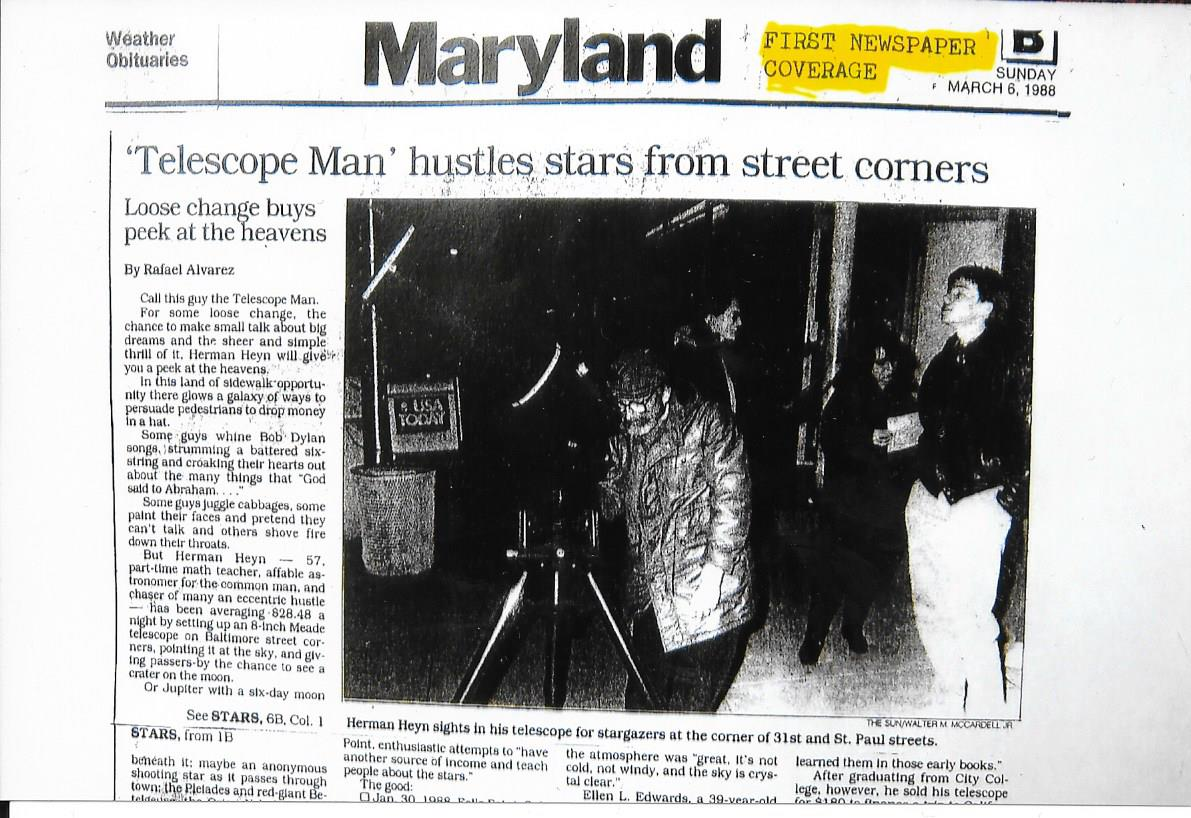 Weather
Obituaries
Maryland
FIRST NEWSPAPER
COVERAGE
B
SUNDAY
MARCH 6, 1988
‘Telescope Man’ hustles stars from street corners
Loose change buys
peek at the heavens
By Rafael Alvarez
Call this guy the Telescope Man.
For some loose change, the
chance to make small talk about big
dreams and the sheer and simple
thrill of it, Herman Heyn will give
you a peek at the heavens.
In this land of sidewalk opportu-
nity there glows a galaxy of ways to
persuade pedestrians to drop money
in a hat.
Some guys whine Bob Dylan
songs, strumming a battered six-
string and croaking their hearts out
about the many things that “God
said to Abraham. . . .”
Some guys juggle cabbages, some
paint their faces and pretend they
can't talk and others shove fire
down their throats.
But Herman Heyn — 57,
part-time math teacher, affable as-
tronomer for the common man, and
chaser of many an eccentric hustle
— has been averaging $28.48 a
night by setting up an 8-inch Meade
telescope on Baltimore street cor-
ners, pointing it at the sky, and giv-
ing passers-by the chance to see a
crater on the moon.
Or Jupiter with a six-day moon
See STARS, 6B, Col. 1
USA
TODAY
THE SUN/WALTER M. MCCARDELL JR.
Herman Heyn sights in his telescope for stargazers at the corner of 31st and St. Paul streets.
STARS, from 1B
beneath it; maybe an anonymous
shooting star as it passes through
town; the Pleiades and red-giant Be-
Point, enthusiastic attempts to “have
another source of income and teach
people about the stars.”
The good:
Jan. 30, 1988
the atmosphere was “great, it's not
cold, not windy, and the sky is crys-
tal clear.”
Ellen L. Edwards, a 39-year-old
learned them in those early books.”
After graduating from City Col-
lege, however, he sold his telescope
for $180 to finance a trip to